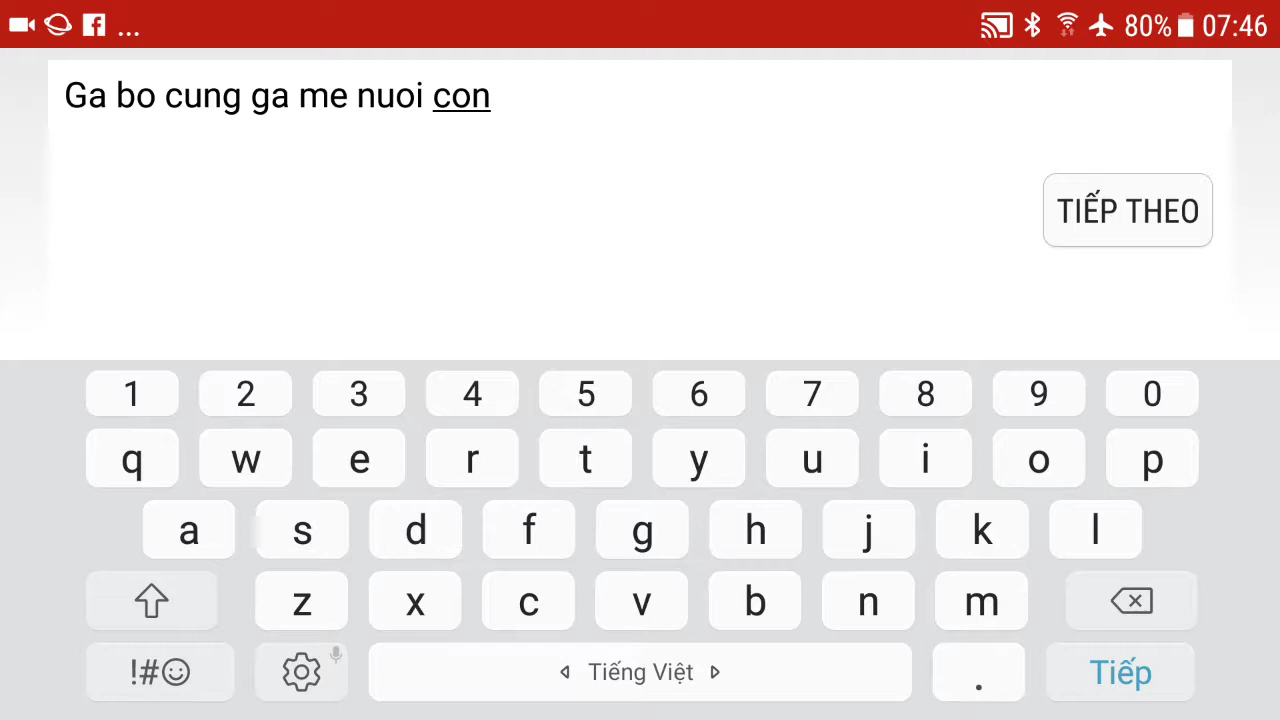 ... 80% 07:46
Ga bo cung ga me nuoi con
TIẾP THEO
1 2 3 4 5 6 7 8 9 0
q w e r t y u i o p
a s d f g h j k l
z x c v b n m
!#☺ Tiếng Việt . Tiếp